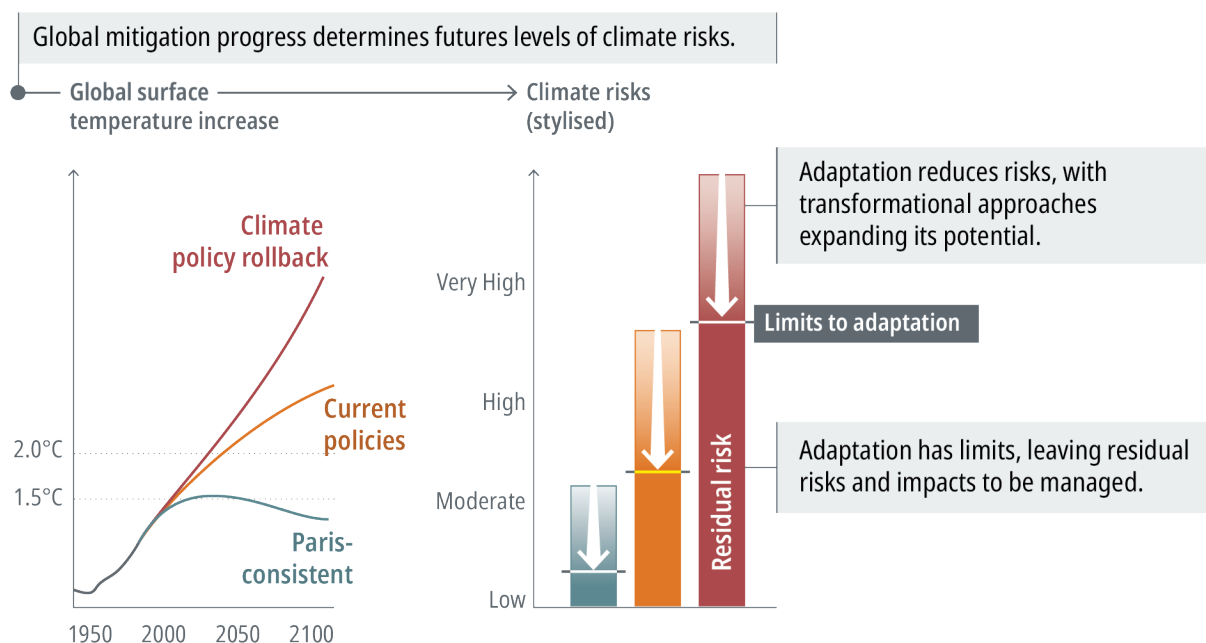 Global mitigation progress determines futures levels of climate risks.
Global surface
temperature increase
Climate risks
(stylised)
Climate
policy rollback
Current
policies
Paris-
consistent
2.0°C
1.5°C
1950 2000 2050 2100
Very High
High
Moderate
Low
Residual risk
Adaptation reduces risks, with
transformational approaches
expanding its potential.
Limits to adaptation
Adaptation has limits, leaving residual
risks and impacts to be managed.